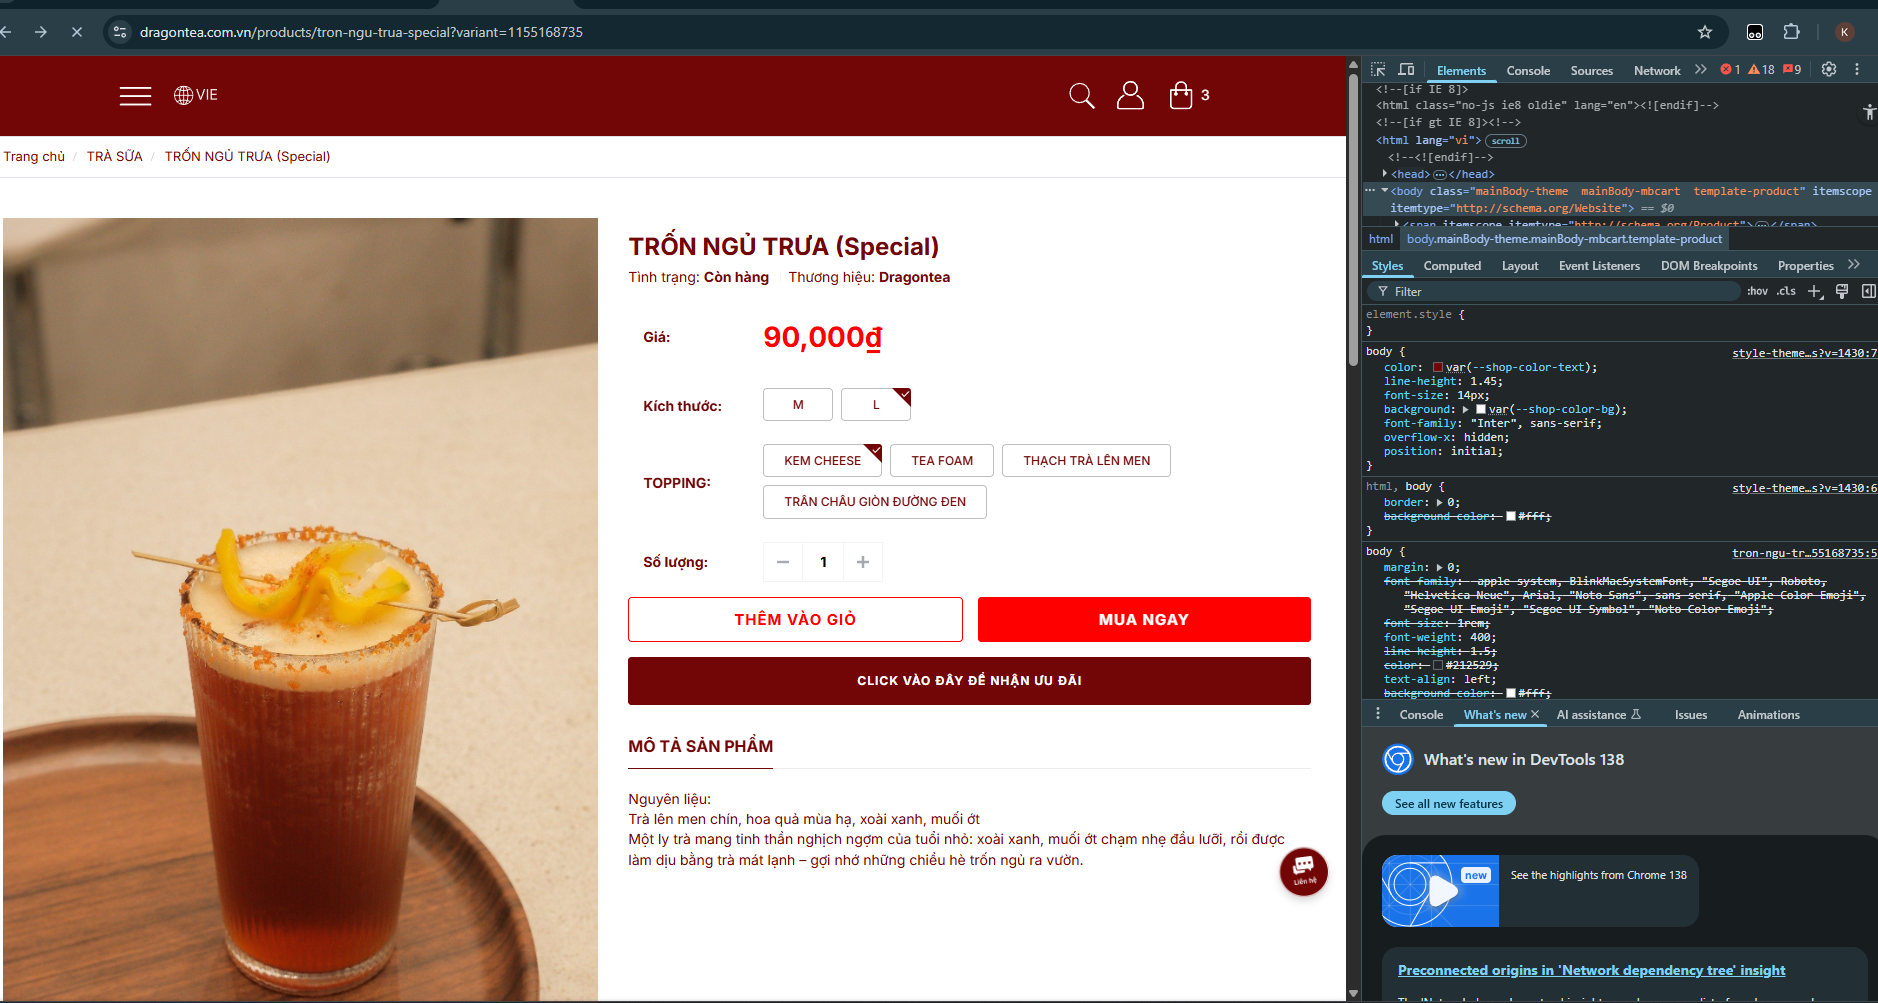 dragontea.com.vn/products/tron-ngu-trua-special?variant=1155168735
K
VIE
3
Trang chủ / TRÀ SỮA / TRỐN NGỦ TRƯA (Special)
TRỐN NGỦ TRƯA (Special)
Tình trạng: Còn hàng Thương hiệu: Dragontea
Giá: 90,000₫
Kích thước: M L
TOPPING: KEM CHEESE TEA FOAM THẠCH TRÀ LÊN MEN
TRÂN CHÂU GIÒN ĐƯỜNG ĐEN
Số lượng: 1
THÊM VÀO GIỎ MUA NGAY
CLICK VÀO ĐÂY ĐỂ NHẬN ƯU ĐÃI
MÔ TẢ SẢN PHẨM
Nguyên liệu:
Trà lên men chín, hoa quả mùa hạ, xoài xanh, muối ớt
Một ly trà mang tinh thần nghịch ngợm của tuổi nhỏ: xoài xanh, muối ớt chạm nhẹ đầu lưỡi, rồi được
làm dịu bằng trà mát lạnh – gợi nhớ những chiều hè trốn ngủ ra vườn.
Liên hệ
Elements Console Sources Network 1 18 9
<!--[if IE 8]>
<html class="no-js ie8 oldie" lang="en"><![endif]-->
<!--[if gt IE 8]><!-->
<html lang="vi"> scroll
<!--<![endif]-->
<head>…</head>
<body class="mainBody-theme mainBody-mbcart template-product" itemscope
itemtype="http://schema.org/Website"> == $0
<span itemscope itemtype="http://schema.org/Product">…</span>
html body.mainBody-theme.mainBody-mbcart.template-product
Styles Computed Layout Event Listeners DOM Breakpoints Properties
Filter :hov .cls
element.style {
}
body { style-theme…s?v=1430:7
color: var(--shop-color-text);
line-height: 1.45;
font-size: 14px;
background: var(--shop-color-bg);
font-family: "Inter", sans-serif;
overflow-x: hidden;
position: initial;
}
html, body { style-theme…s?v=1430:6
border: 0;
background-color: #fff;
}
body { tron-ngu-tr…55168735:5
margin: 0;
font-family: -apple-system, BlinkMacSystemFont, "Segoe UI", Roboto,
"Helvetica Neue", Arial, "Noto Sans", sans-serif, "Apple Color Emoji",
"Segoe UI Emoji", "Segoe UI Symbol", "Noto Color Emoji";
font-size: 1rem;
font-weight: 400;
line-height: 1.5;
color: #212529;
text-align: left;
background-color: #fff;
Console What's new AI assistance Issues Animations
What's new in DevTools 138
See all new features
new
See the highlights from Chrome 138
Preconnected origins in 'Network dependency tree' insight